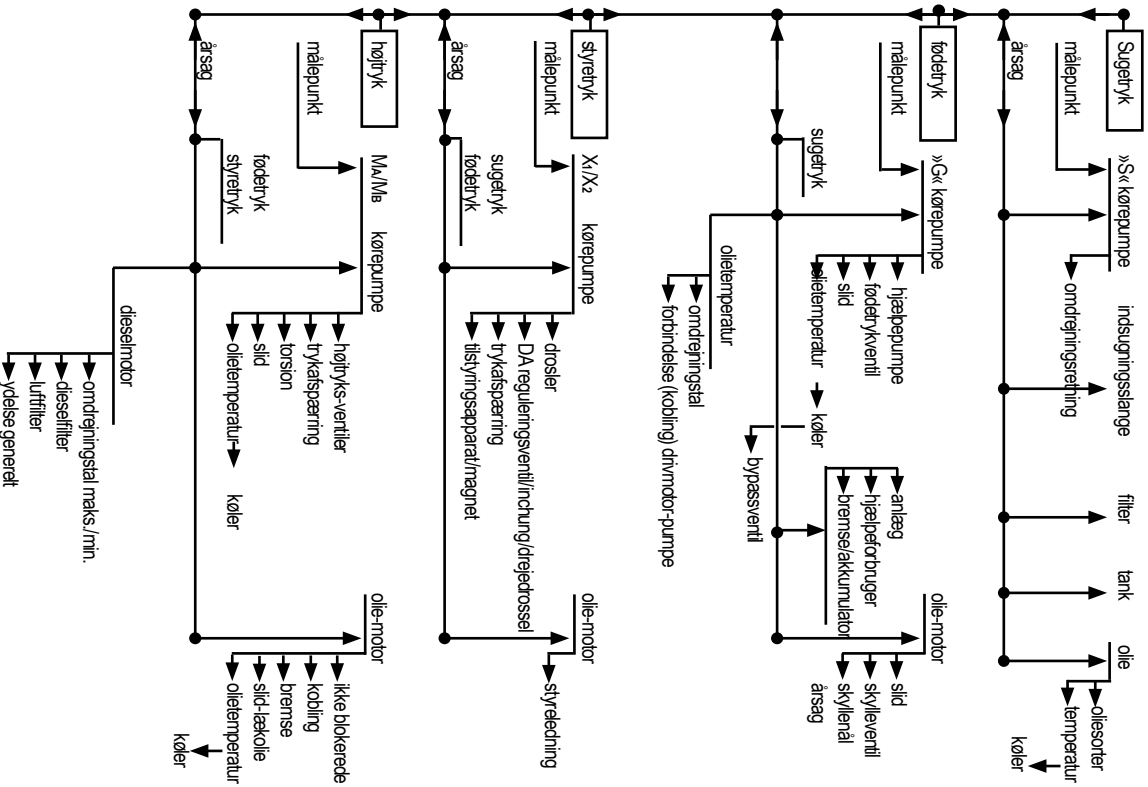 Sugetryk
målepunkt
årsag
»S« kørepumpe
omdrejningsretning
indsugningsslange
filter
tank
olie
oliesorter
temperatur
køler
fødetryk
målepunkt
sugetryk
»G« kørepumpe
hjælpepumpe
fødetrykventil
slid
olietemperatur
køler
bypassventil
olietemperatur
omdrejningstal
forbindelse (kobling) drivmotor-pumpe
anlæg
hjælpeforbruger
bremse/akkumulator
olie-motor
slid
skylleventil
skyllenål
årsag
styretryk
målepunkt
årsag
X1/X2 kørepumpe
sugetryk
fødetryk
drosler
DA reguleringsventil/inchung/drejedrossel
trykafspærring
tilstyringsapparat/magnet
olie-motor
styreledning
højtryk
målepunkt
årsag
MA/MB kørepumpe
fødetryk
styretryk
højtryks-ventiler
trykafspærring
torsion
slid
olietemperatur
køler
dieselmotor
omdrejningstal maks./min.
dieselfilter
luftfilter
ydelse generelt
olie-motor
ikke blokerede
kobling
bremse
slid-lækolie
olietemperatur
køler